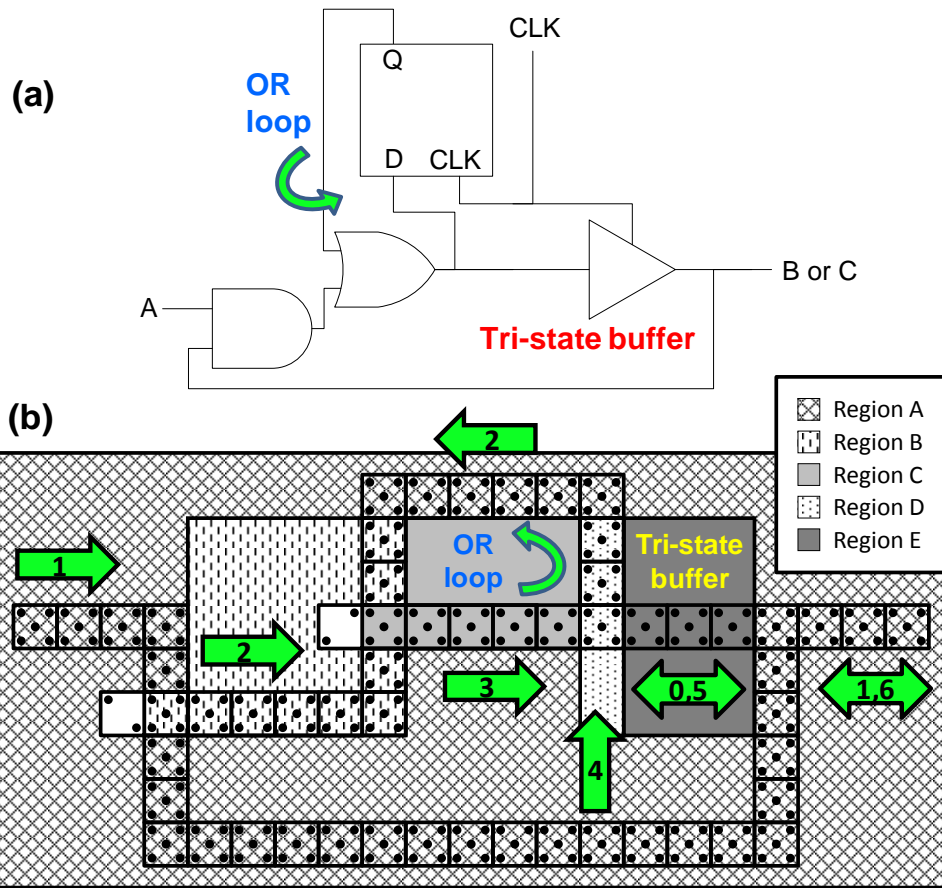 (a)
CLK
Q
OR
loop
D CLK
A
B or C
Tri-state buffer
(b)
Region A
Region B
Region C
Region D
Region E
2
1
OR
loop
Tri-state
buffer
2
3
0,5
1,6
4